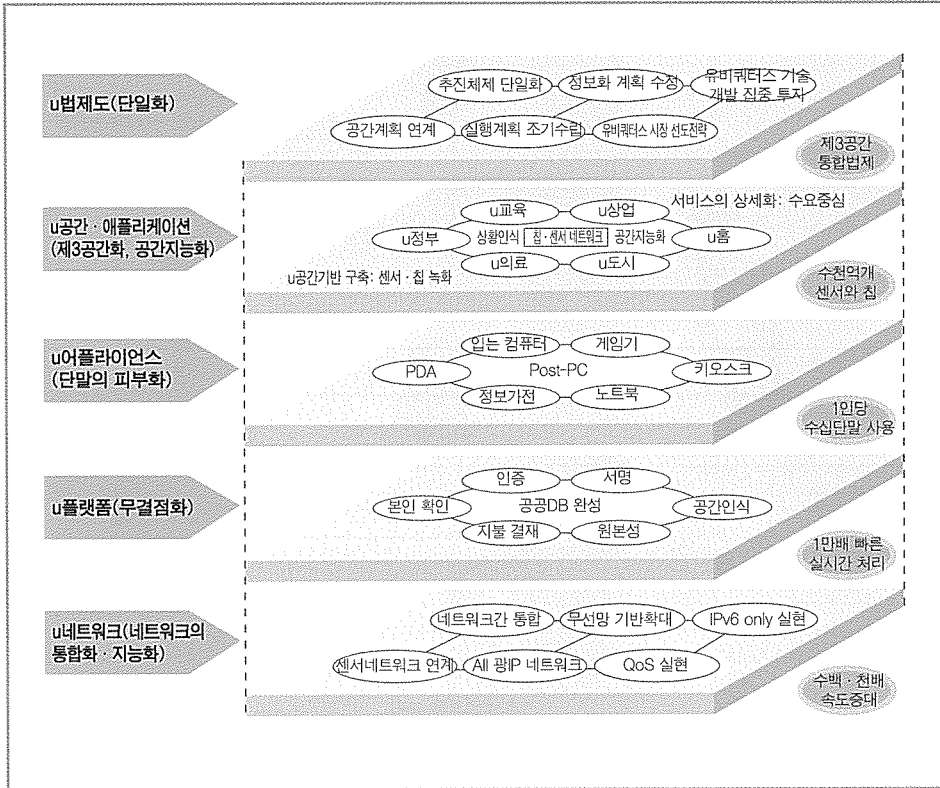 u법제도(단일화)
추진체제 단일화
정보화 계획 수정
유비쿼터스 기술
개발 집중 투자
공간계획 연계
실행계획 조기수립
유비쿼터스 시장 선도전략
제3공간
통합법제
u공간·애플리케이션
(제3공간화, 공간지능화)
서비스의 상세화: 수요중심
u교육
u상업
u정부
상황인식
칩·센서 네트워크
공간지능화
u홈
u의료
u도시
u공간기반 구축: 센서·칩 녹화
수천억개
센서와 칩
u어플라이언스
(단말의 피부화)
입는 컴퓨터
게임기
PDA
Post-PC
키오스크
정보가전
노트북
1인당
수십단말 사용
u플랫폼(무결점화)
인증
서명
본인 확인
공공DB 완성
공간인식
지불 결재
원본성
1만배 빠른
실시간 처리
u네트워크(네트워크의
통합화·지능화)
네트워크간 통합
무선망 기반확대
IPv6 only 실현
센서네트워크 연계
All 광IP 네트워크
QoS 실현
수백·천배
속도증대